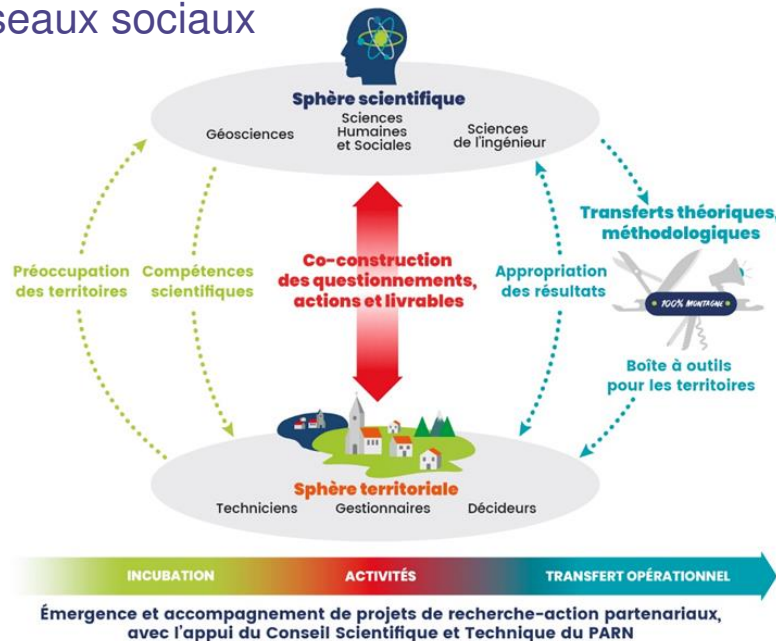 seaux sociaux
Sphère scientifique
Géosciences
Sciences
Humaines
et Sociales
Sciences
de l'ingénieur
Transferts théoriques,
méthodologiques
Préoccupation
des territoires
Compétences
scientifiques
Co-construction
des questionnements,
actions et livrables
Appropriation
des résultats
100% MONTAGNE
Boîte à outils
pour les territoires
Sphère territoriale
Techniciens
Gestionnaires
Décideurs
INCUBATION
ACTIVITÉS
TRANSFERT OPÉRATIONNEL
Émergence et accompagnement de projets de recherche-action partenariaux,
avec l'appui du Conseil Scientifique et Technique du PARN